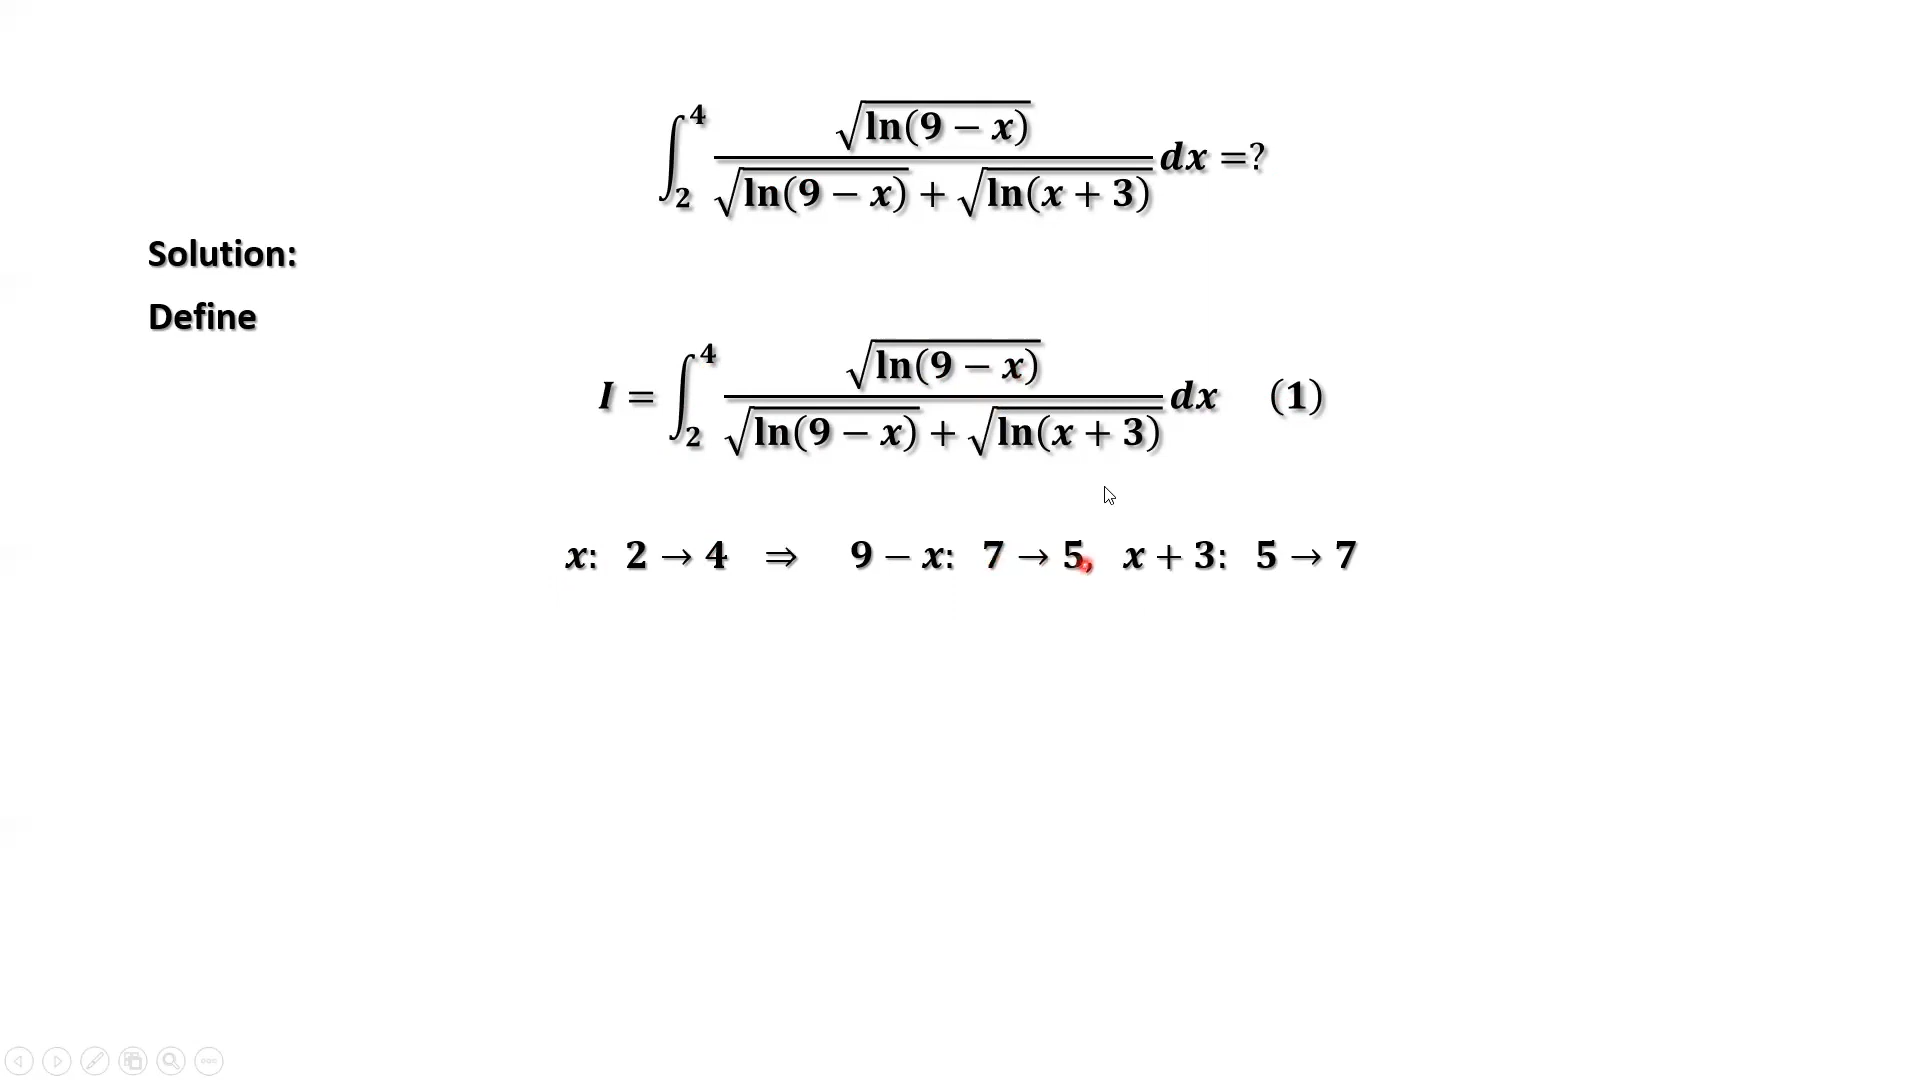 ∫₂⁴ √ln(9 − x) / (√ln(9 − x) + √ln(x + 3)) dx =?
Solution:
Define
I = ∫₂⁴ √ln(9 − x) / (√ln(9 − x) + √ln(x + 3)) dx (1)
x: 2 → 4 ⇒ 9 − x: 7 → 5, x + 3: 5 → 7